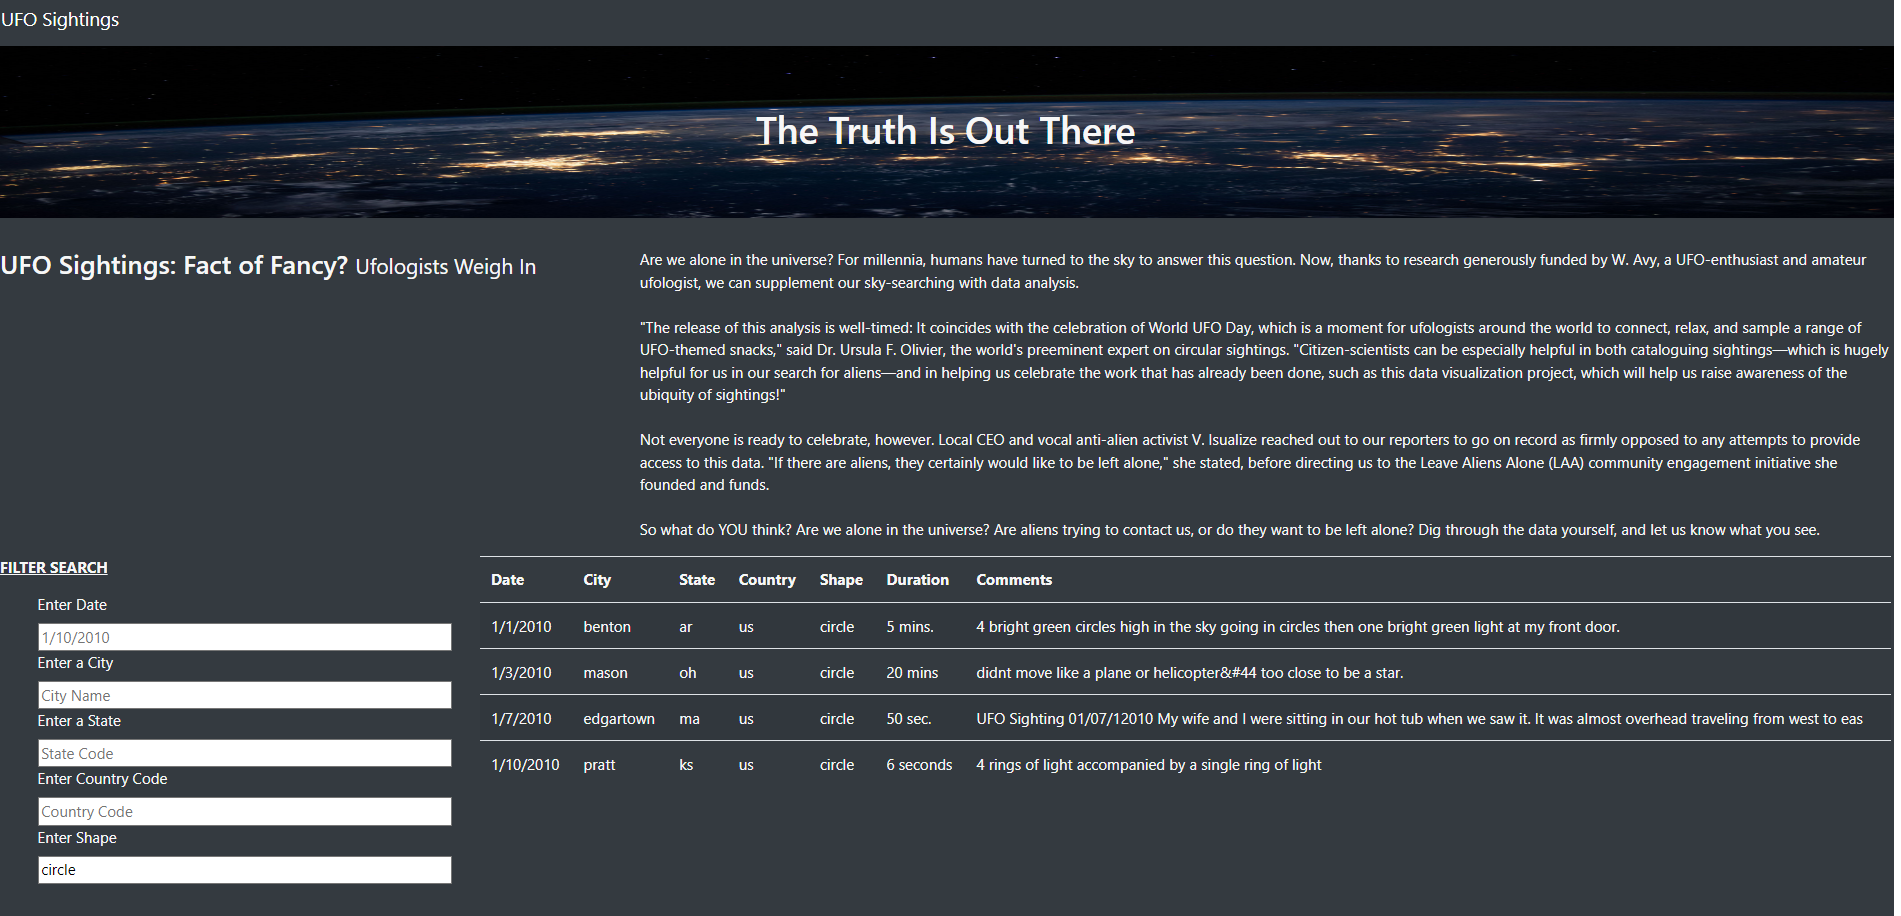 UFO Sightings
The Truth Is Out There
UFO Sightings: Fact of Fancy? Ufologists Weigh In
Are we alone in the universe? For millennia, humans have turned to the sky to answer this question. Now, thanks to research generously funded by W. Avy, a UFO-enthusiast and amateur
ufologist, we can supplement our sky-searching with data analysis.
"The release of this analysis is well-timed: It coincides with the celebration of World UFO Day, which is a moment for ufologists around the world to connect, relax, and sample a range of
UFO-themed snacks," said Dr. Ursula F. Olivier, the world's preeminent expert on circular sightings. "Citizen-scientists can be especially helpful in both cataloguing sightings—which is hugely
helpful for us in our search for aliens—and in helping us celebrate the work that has already been done, such as this data visualization project, which will help us raise awareness of the
ubiquity of sightings!"
Not everyone is ready to celebrate, however. Local CEO and vocal anti-alien activist V. Isualize reached out to our reporters to go on record as firmly opposed to any attempts to provide
access to this data. "If there are aliens, they certainly would like to be left alone," she stated, before directing us to the Leave Aliens Alone (LAA) community engagement initiative she
founded and funds.
So what do YOU think? Are we alone in the universe? Are aliens trying to contact us, or do they want to be left alone? Dig through the data yourself, and let us know what you see.
FILTER SEARCH
Enter Date
1/10/2010
Enter a City
City Name
Enter a State
State Code
Enter Country Code
Country Code
Enter Shape
circle
Date City State Country Shape Duration Comments
1/1/2010 benton ar us circle 5 mins. 4 bright green circles high in the sky going in circles then one bright green light at my front door.
1/3/2010 mason oh us circle 20 mins didnt move like a plane or helicopter&#44 too close to be a star.
1/7/2010 edgartown ma us circle 50 sec. UFO Sighting 01/07/12010 My wife and I were sitting in our hot tub when we saw it. It was almost overhead traveling from west to eas
1/10/2010 pratt ks us circle 6 seconds 4 rings of light accompanied by a single ring of light